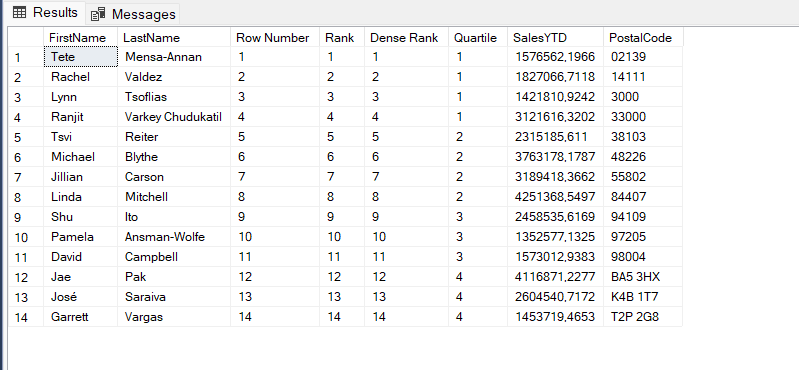 Results Messages
FirstName LastName Row Number Rank Dense Rank Quartile SalesYTD PostalCode
1 Tete Mensa-Annan 1 1 1 1 1576562,1966 02139
2 Rachel Valdez 2 2 2 1 1827066,7118 14111
3 Lynn Tsoflias 3 3 3 1 1421810,9242 3000
4 Ranjit Varkey Chudukatil 4 4 4 1 3121616,3202 33000
5 Tsvi Reiter 5 5 5 2 2315185,611 38103
6 Michael Blythe 6 6 6 2 3763178,1787 48226
7 Jillian Carson 7 7 7 2 3189418,3662 55802
8 Linda Mitchell 8 8 8 2 4251368,5497 84407
9 Shu Ito 9 9 9 3 2458535,6169 94109
10 Pamela Ansman-Wolfe 10 10 10 3 1352577,1325 97205
11 David Campbell 11 11 11 3 1573012,9383 98004
12 Jae Pak 12 12 12 4 4116871,2277 BA5 3HX
13 José Saraiva 13 13 13 4 2604540,7172 K4B 1T7
14 Garrett Vargas 14 14 14 4 1453719,4653 T2P 2G8